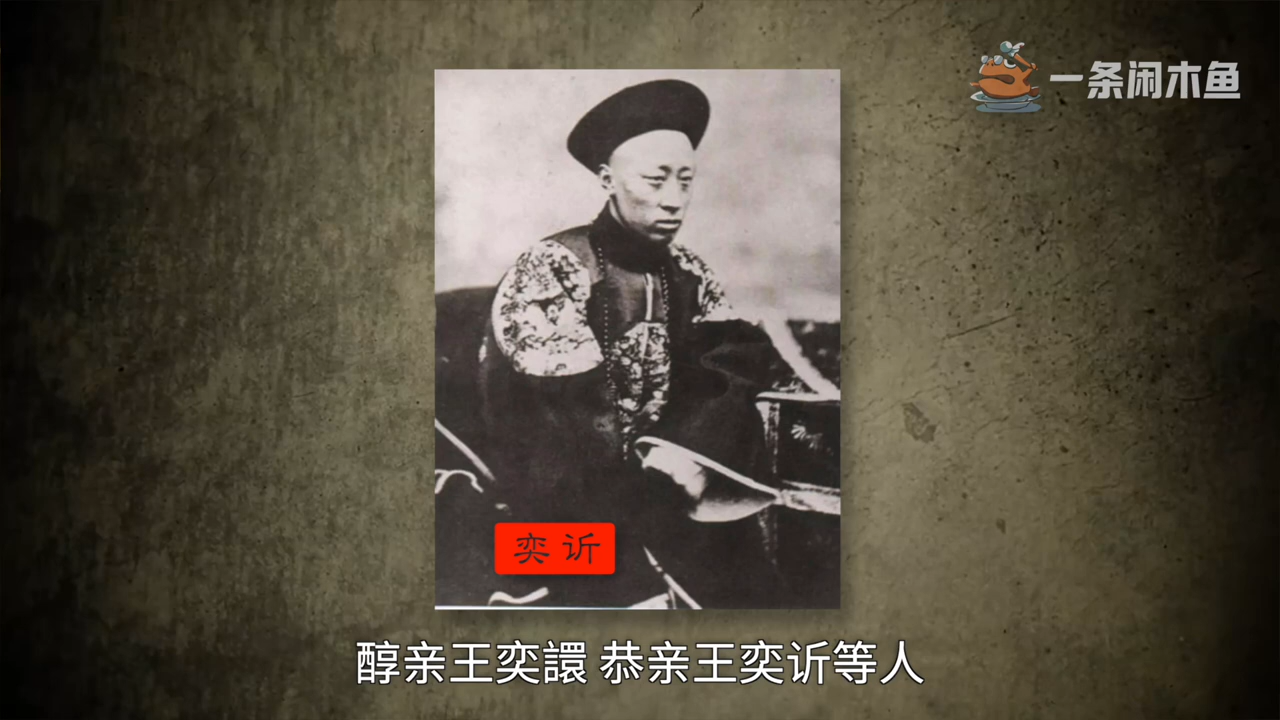 一条闲木鱼
奕䜣
醇亲王奕譞 恭亲王奕䜣等人